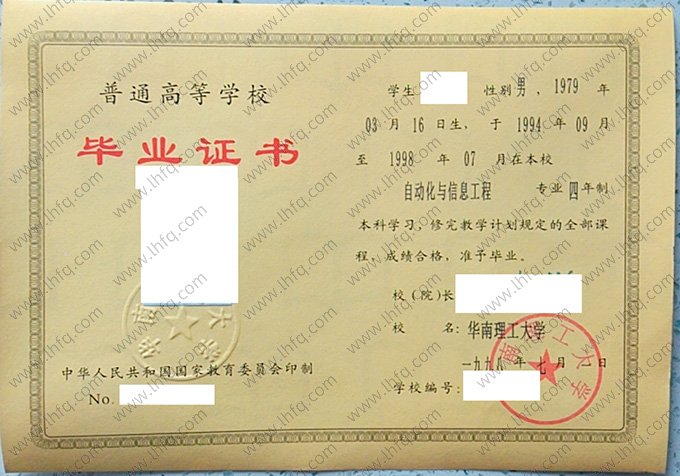 普通高等学校
毕业证书
中华人民共和国国家教育委员会印制
No.
学生 性别 男 ，1979 年
03 月 16 日生，于 1994 年 09 月
至 1998 年 07 月在本校
自动化与信息工程 专业 四 年制
本科学习，修完教学计划规定的全部课
程，成绩合格，准予毕业。
校（院）长
校 名：华南理工大学
一九九八 年 七 月 日
学校编号：
www.lhfq.com